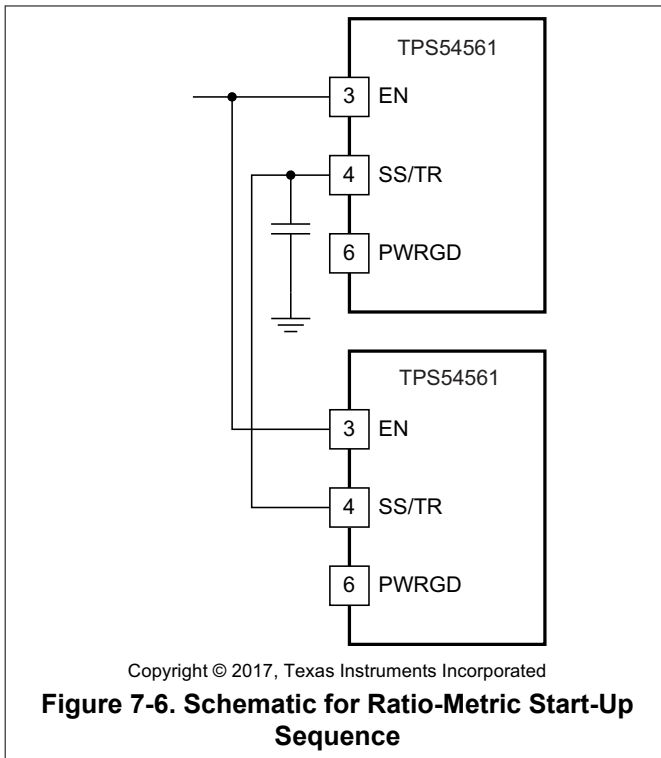 TPS54561
3 EN
4 SS/TR
6 PWRGD
TPS54561
3 EN
4 SS/TR
6 PWRGD
Copyright © 2017, Texas Instruments Incorporated
Figure 7-6. Schematic for Ratio-Metric Start-Up
Sequence